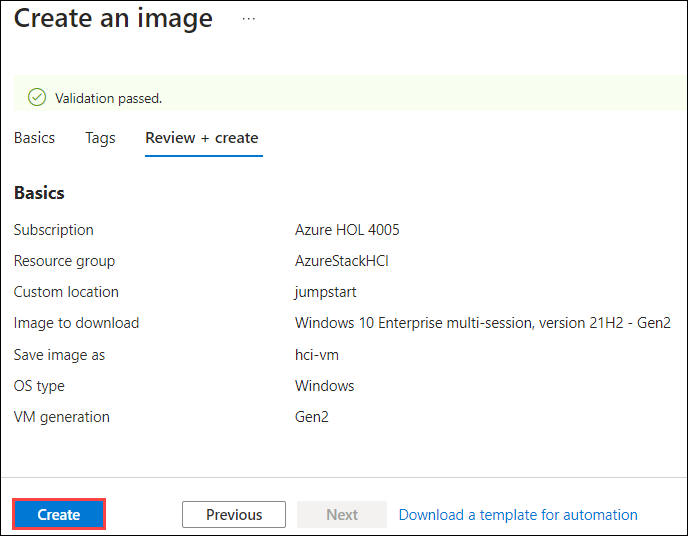 Create an image ...
Validation passed.
Basics Tags Review + create
Basics
Subscription Azure HOL 4005
Resource group AzureStackHCI
Custom location jumpstart
Image to download Windows 10 Enterprise multi-session, version 21H2 - Gen2
Save image as hci-vm
OS type Windows
VM generation Gen2
Create Previous Next Download a template for automation